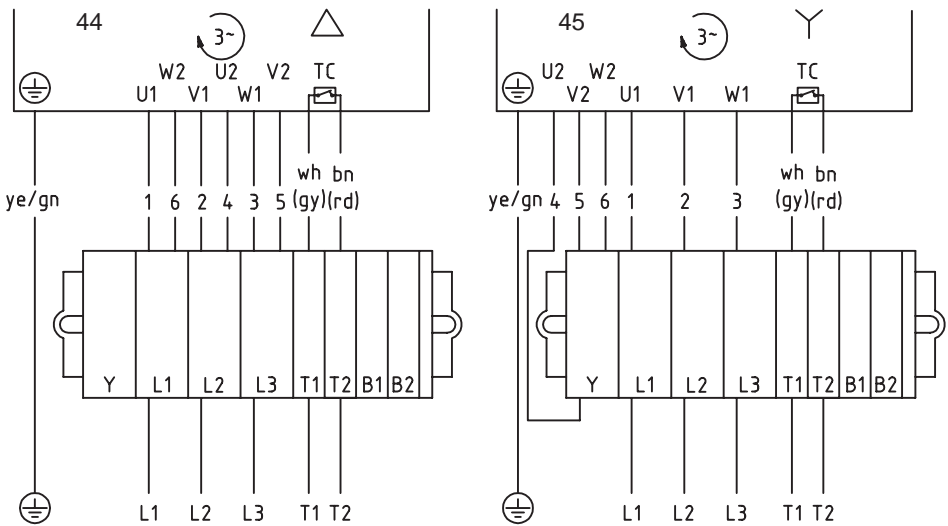 44 3~
W2 U2 V2 TC
U1 V1 W1
wh bn
ye/gn 1 6 2 4 3 5 (gy)(rd)
Y L1 L2 L3 T1 T2 B1 B2
L1 L2 L3 T1 T2
45 3~
U2 W2 TC
V2 U1 V1 W1
wh bn
ye/gn 4 5 6 1 2 3 (gy)(rd)
Y L1 L2 L3 T1 T2 B1 B2
L1 L2 L3 T1 T2